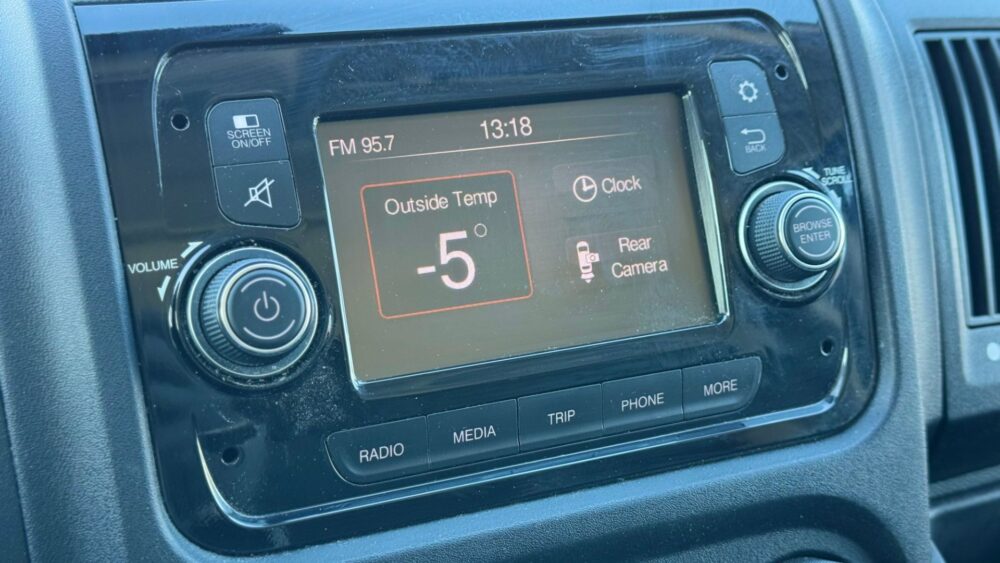 SCREEN
ON/OFF
FM 95.7
13:18
BACK
TUNE
SCROLL
VOLUME
Outside Temp
-5°
Clock
Rear
Camera
BROWSE
ENTER
RADIO
MEDIA
TRIP
PHONE
MORE